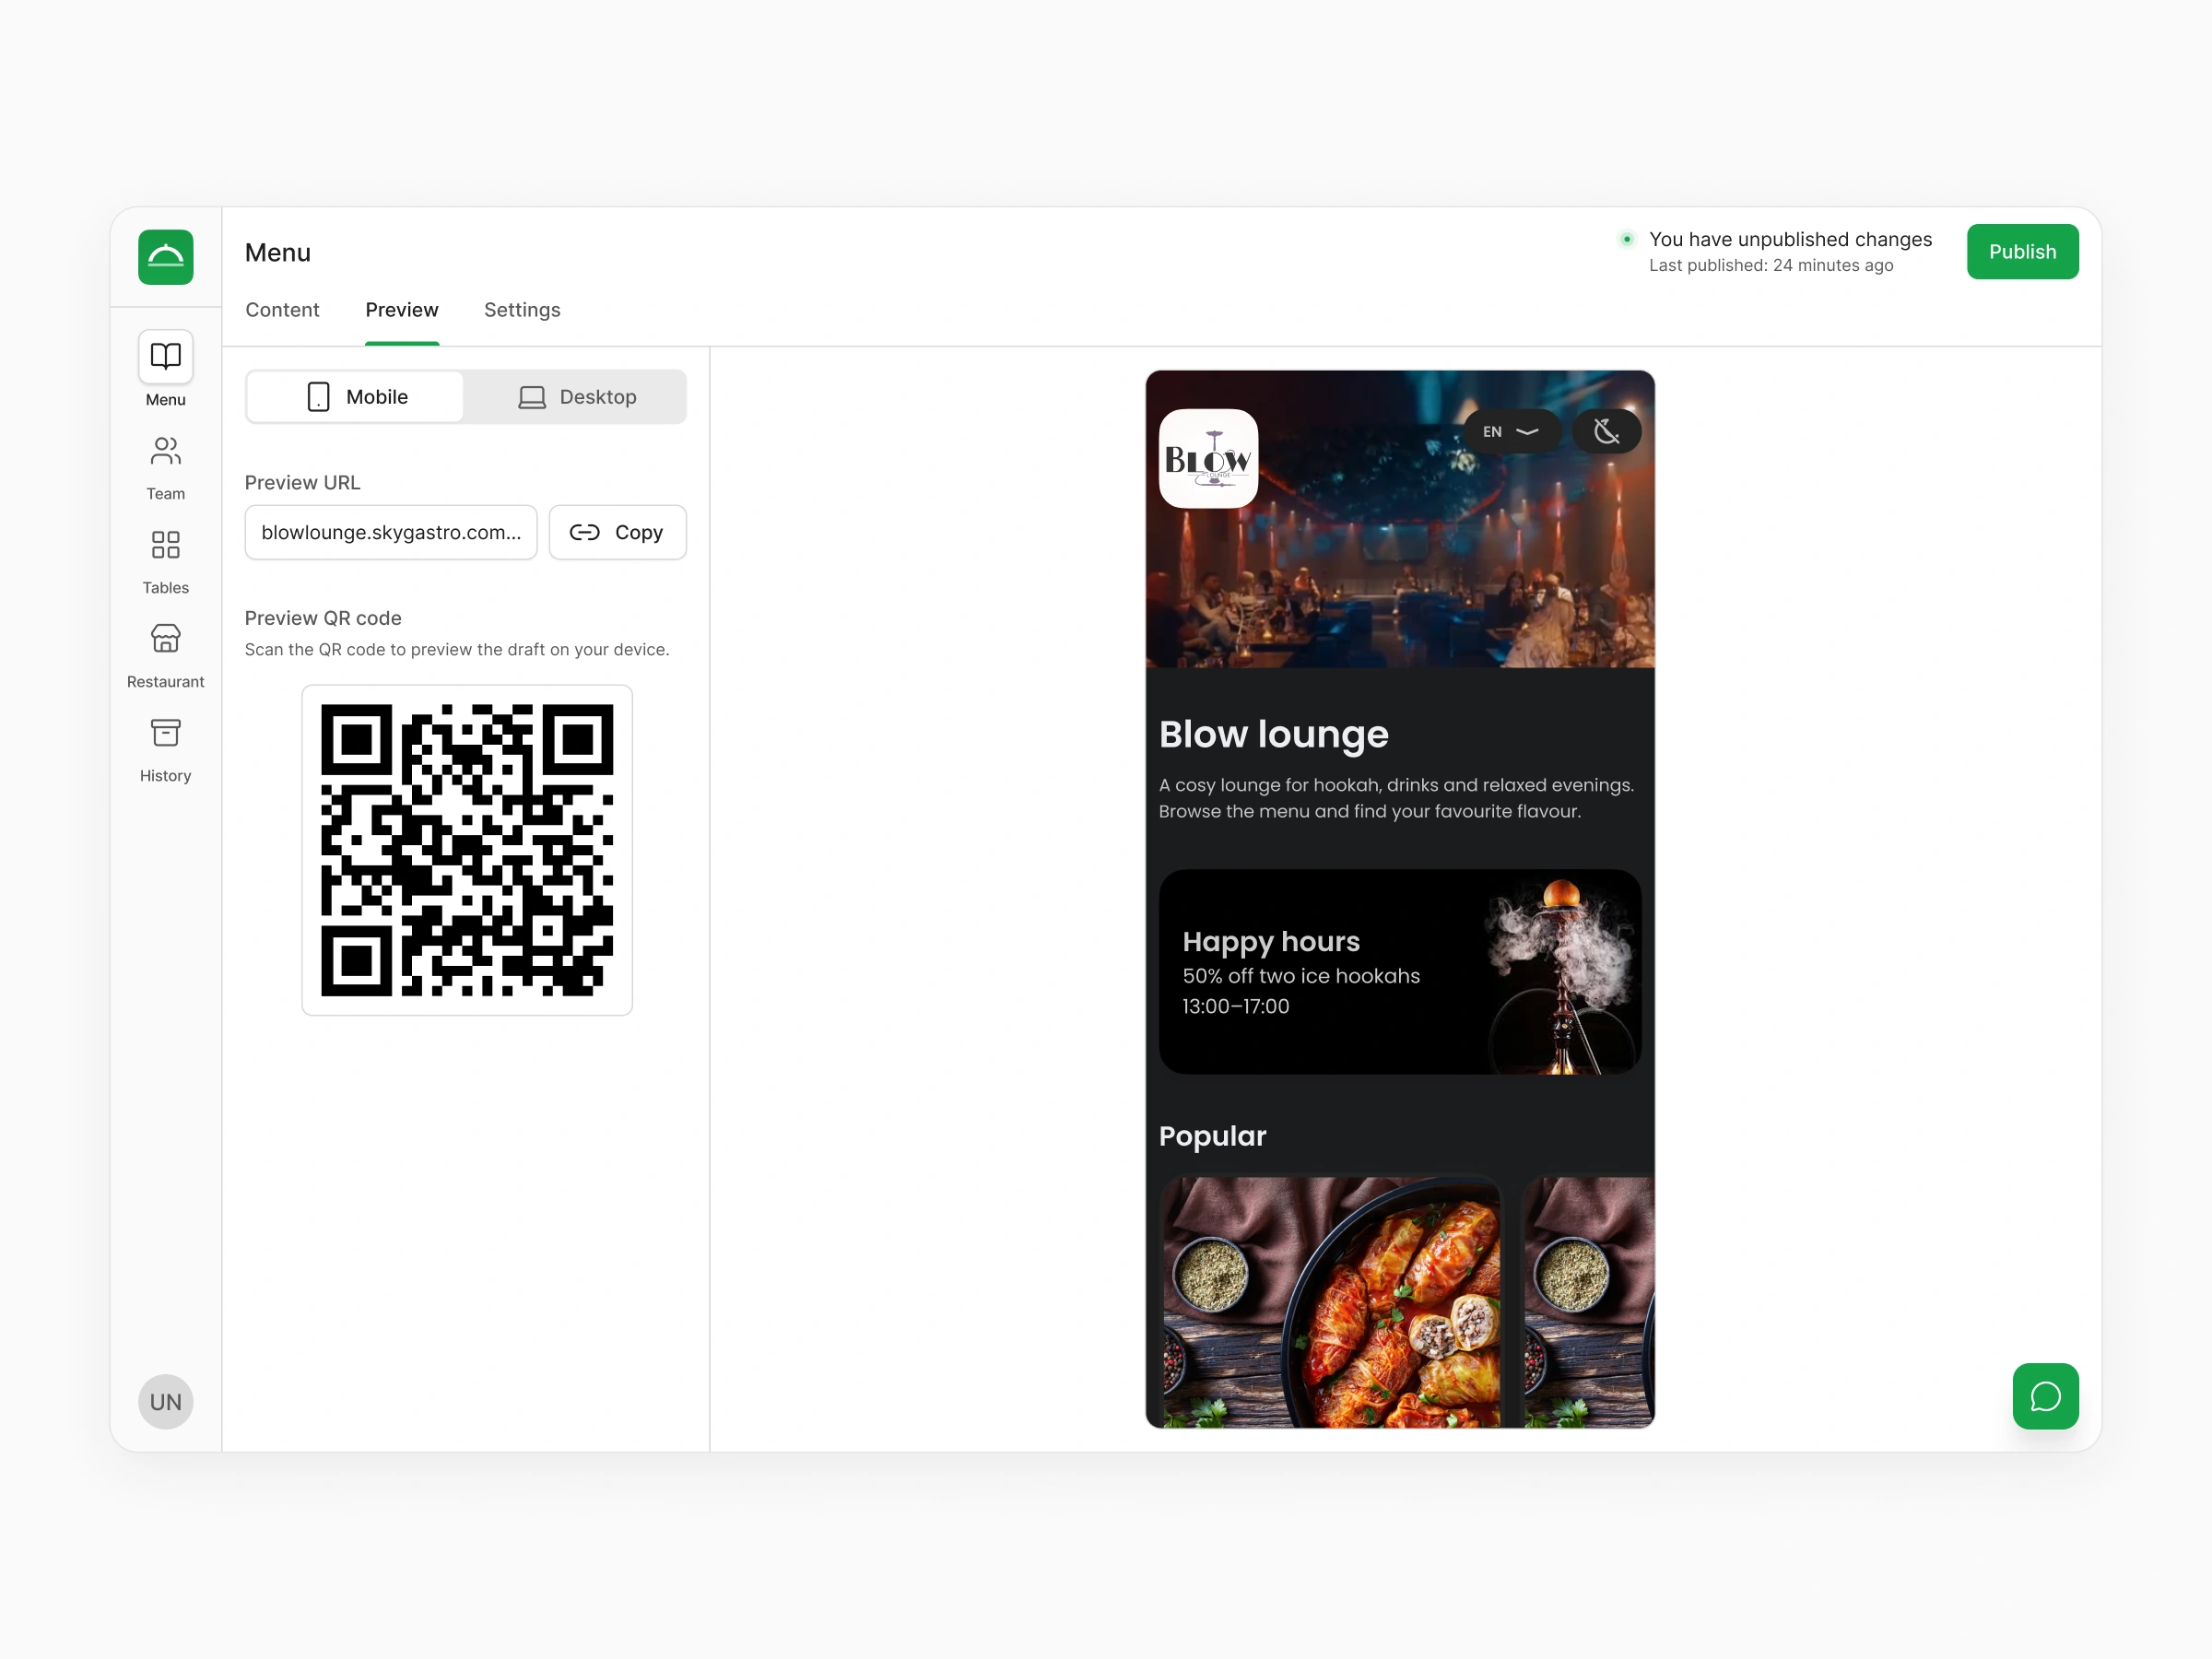 Menu
You have unpublished changes
Last published: 24 minutes ago
Publish
Content
Preview
Settings
Menu
Team
Tables
Restaurant
History
UN
Mobile
Desktop
Preview URL
blowlounge.skygastro.com...
Copy
Preview QR code
Scan the QR code to preview the draft on your device.
BLOW
LOUNGE
EN
Blow lounge
A cosy lounge for hookah, drinks and relaxed evenings.
Browse the menu and find your favourite flavour.
Happy hours
50% off two ice hookahs
13:00–17:00
Popular